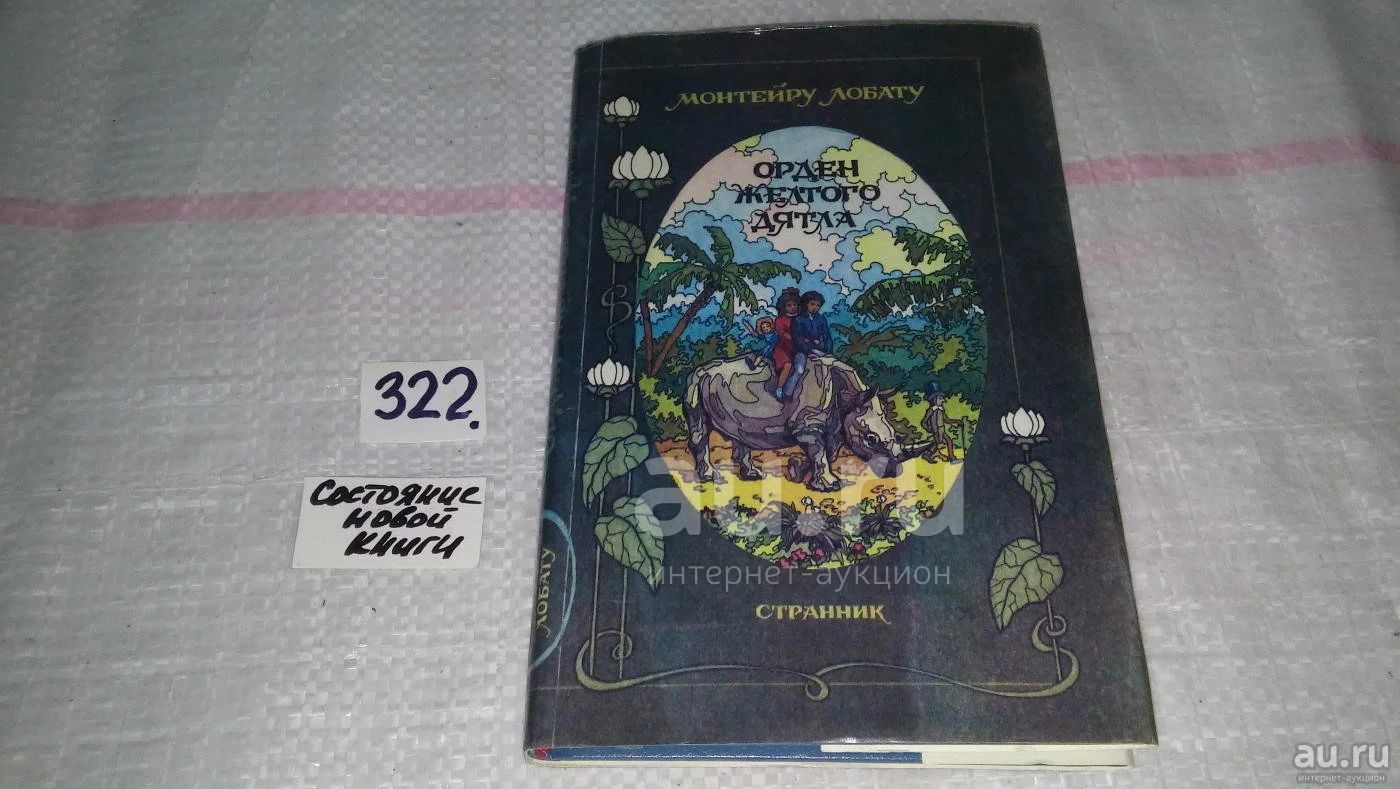 МОНТЕЙРУ ЛОБАТУ
ОРДЕН
ЖЕЛТОГО
ДЯТЛА
322.
Состояние
новой
книги
ЛОБАТУ
СТРАННИК
au.ru
интернет-аукцион
au.ru
интернет-аукцион